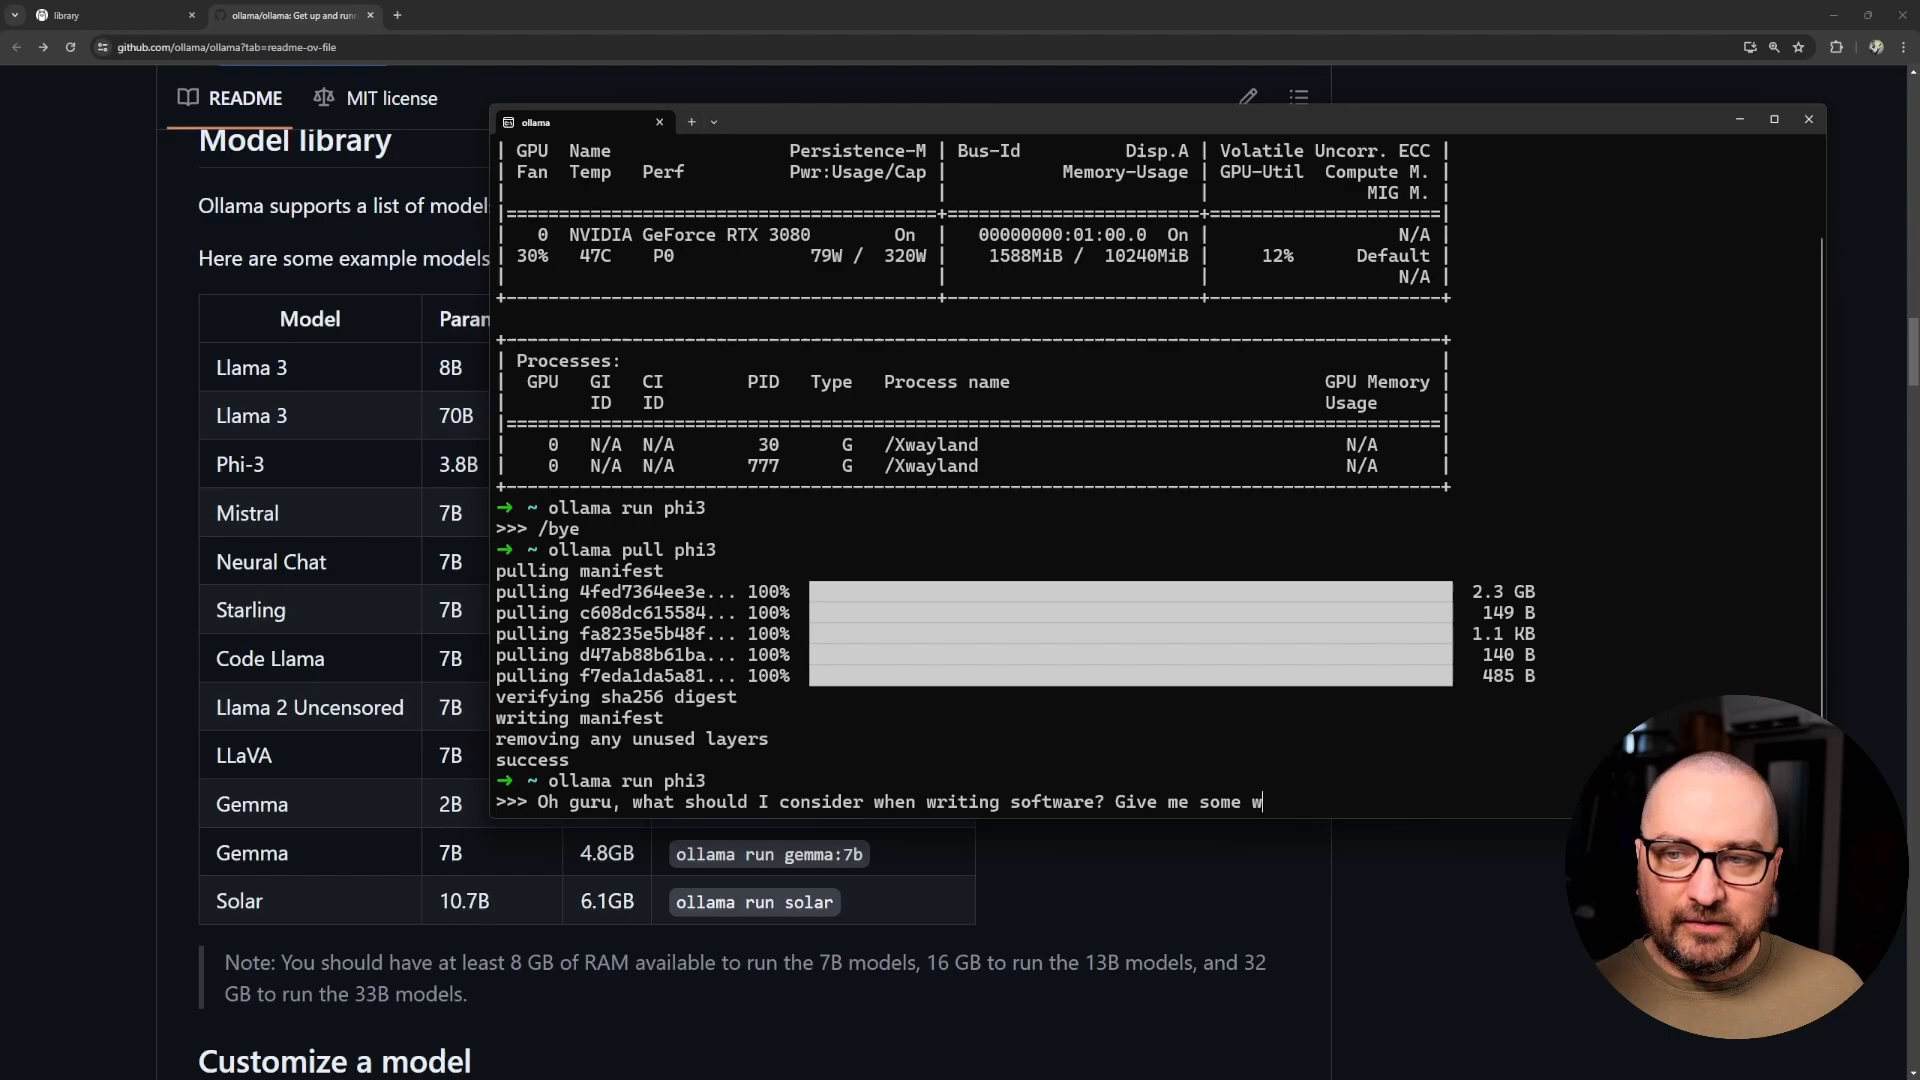 library
ollama/ollama: Get up and runn
github.com/ollama/ollama?tab=readme-ov-file
README
MIT license
Model library
Ollama supports a list of model
Here are some example models
Model Param
Llama 3 8B
Llama 3 70B
Phi-3 3.8B
Mistral 7B
Neural Chat 7B
Starling 7B
Code Llama 7B
Llama 2 Uncensored 7B
LLaVA 7B
Gemma 2B
Gemma 7B 4.8GB ollama run gemma:7b
Solar 10.7B 6.1GB ollama run solar
Note: You should have at least 8 GB of RAM available to run the 7B models, 16 GB to run the 13B models, and 32
GB to run the 33B models.
Customize a model
ollama
| GPU Name Persistence-M | Bus-Id Disp.A | Volatile Uncorr. ECC |
| Fan Temp Perf Pwr:Usage/Cap | Memory-Usage | GPU-Util Compute M. |
| | | MIG M. |
|=========================================+======================+======================|
| 0 NVIDIA GeForce RTX 3080 On | 00000000:01:00.0 On | N/A |
| 30% 47C P0 79W / 320W | 1588MiB / 10240MiB | 12% Default |
| | | N/A |
+-----------------------------------------+----------------------+----------------------+
+---------------------------------------------------------------------------------------+
| Processes: |
| GPU GI CI PID Type Process name GPU Memory |
| ID ID Usage |
|=======================================================================================|
| 0 N/A N/A 30 G /Xwayland N/A |
| 0 N/A N/A 777 G /Xwayland N/A |
+---------------------------------------------------------------------------------------+
➜ ~ ollama run phi3
>>> /bye
➜ ~ ollama pull phi3
pulling manifest
pulling 4fed7364ee3e... 100% 2.3 GB
pulling c608dc615584... 100% 149 B
pulling fa8235e5b48f... 100% 1.1 KB
pulling d47ab88b61ba... 100% 140 B
pulling f7eda1da5a81... 100% 485 B
verifying sha256 digest
writing manifest
removing any unused layers
success
➜ ~ ollama run phi3
>>> Oh guru, what should I consider when writing software? Give me some w